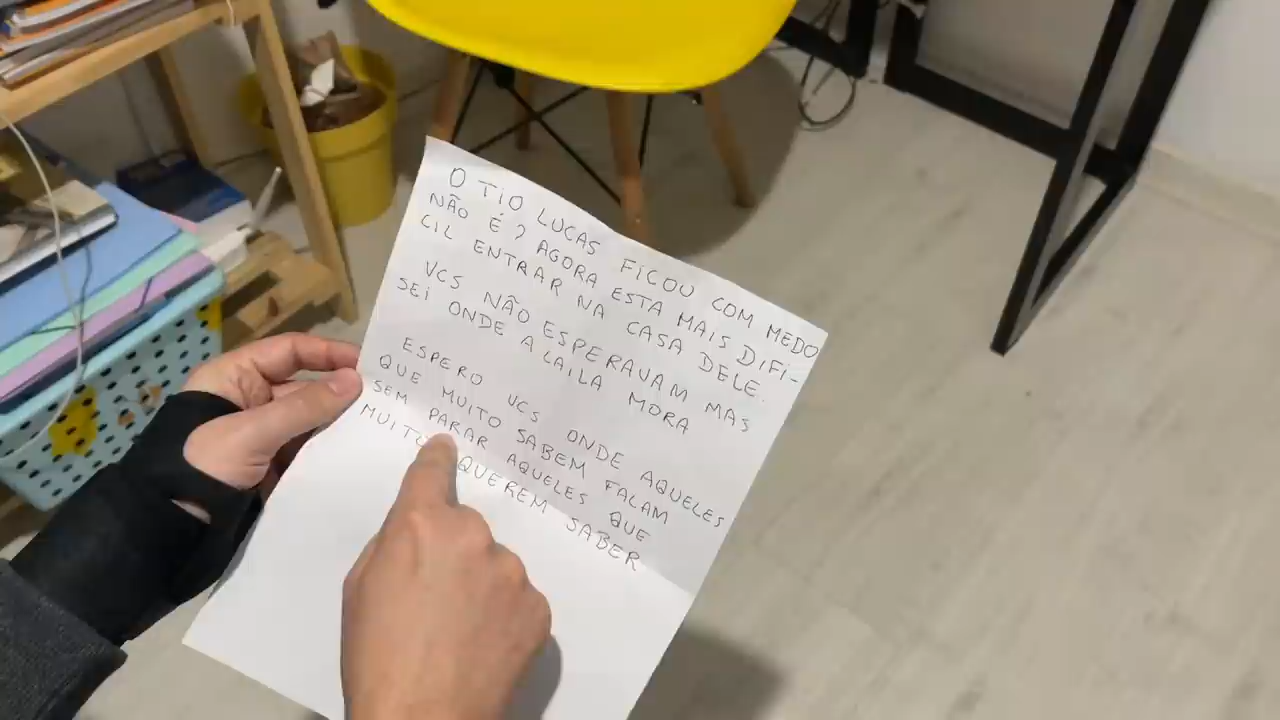 O TIO LUCAS FICOU COM MEDO
NÃO É? AGORA ESTA MAIS DIFI-
CIL ENTRAR NA CASA DELE.
VCS NÃO ESPERAVAM MAS
SEI ONDE A LAILA MORA
ESPERO VCS ONDE AQUELES
QUE MUITO SABEM FALAM
SEM PARAR AQUELES QUE
MUITO QUEREM SABER